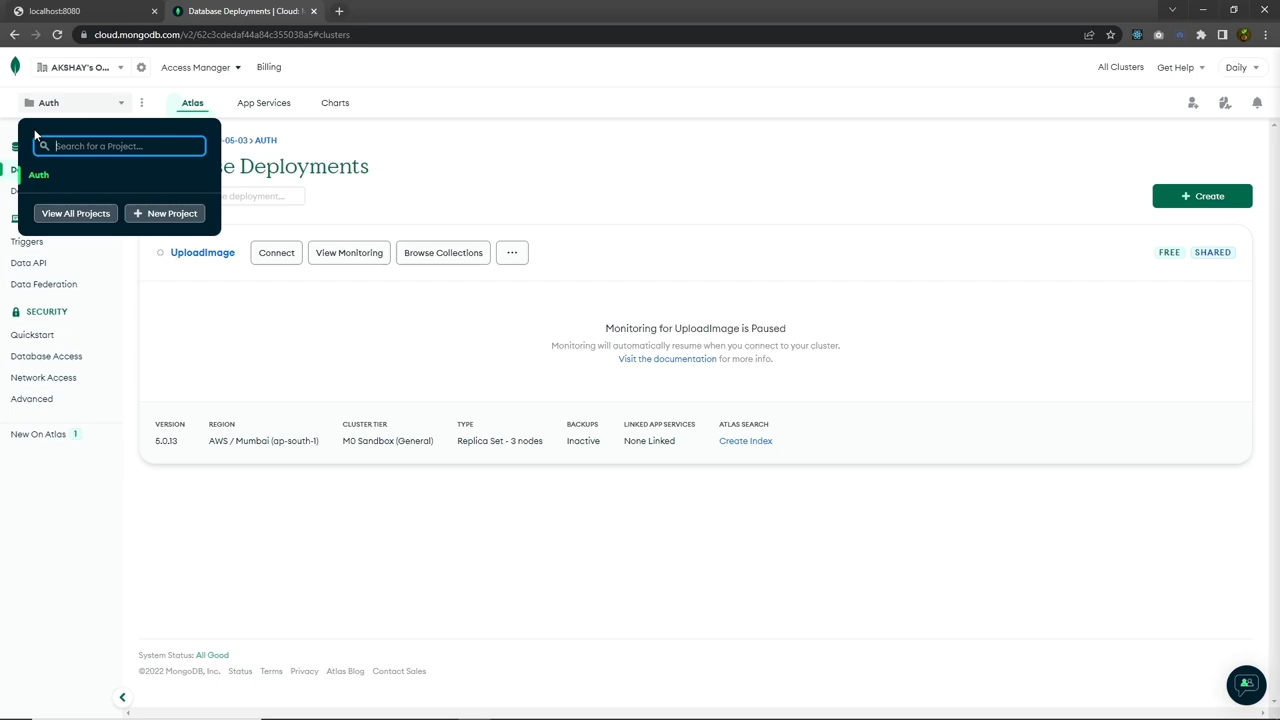 localhost:8080
Database Deployments | Cloud: M
cloud.mongodb.com/v2/62c3cdedaf44a84c355038a5#clusters
AKSHAY's O... Access Manager Billing All Clusters Get Help Daily
Auth Atlas App Services Charts
Search for a Project...
-05-03 > AUTH
Auth
se Deployments
e deployment...
+ Create
View All Projects + New Project
Triggers
Data API
Data Federation
SECURITY
Quickstart
Database Access
Network Access
Advanced
New On Atlas 1
UploadImage Connect View Monitoring Browse Collections ... FREE SHARED
Monitoring for UploadImage is Paused
Monitoring will automatically resume when you connect to your cluster.
Visit the documentation for more info.
VERSION REGION CLUSTER TIER TYPE BACKUPS LINKED APP SERVICES ATLAS SEARCH
5.0.13 AWS / Mumbai (ap-south-1) M0 Sandbox (General) Replica Set - 3 nodes Inactive None Linked Create Index
System Status: All Good
©2022 MongoDB, Inc. Status Terms Privacy Atlas Blog Contact Sales